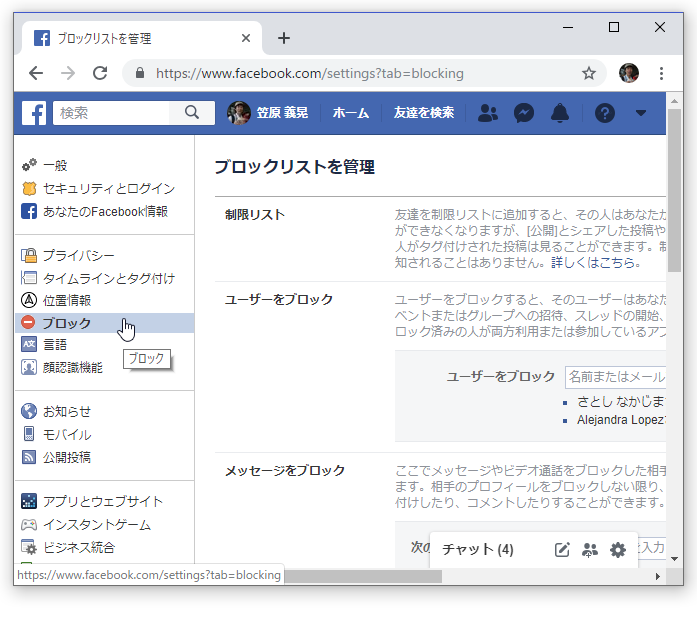 ブロックリストを管理
https://www.facebook.com/settings?tab=blocking
検索
笠原 義晃
ホーム
友達を検索
一般
セキュリティとログイン
あなたのFacebook情報
プライバシー
タイムラインとタグ付け
位置情報
ブロック
言語
顔認識機能
ブロック
お知らせ
モバイル
公開投稿
アプリとウェブサイト
インスタントゲーム
ビジネス統合
ブロックリストを管理
制限リスト
友達を制限リストに追加すると、その人はあなたが
ができなくなりますが、[公開]とシェアした投稿や
人がタグ付けされた投稿は見ることができます。制
知されることはありません。詳しくはこちら。
ユーザーをブロック
ユーザーをブロックすると、そのユーザーはあなた
ベントまたはグループへの招待、スレッドの開始、
ロック済みの人が両方利用または参加しているアプ
ユーザーをブロック
名前またはメール
さとし なかじま
Alejandra Lopez
メッセージをブロック
ここでメッセージやビデオ通話をブロックした相手
ます。相手のプロフィールをブロックしない限り、
付けしたり、コメントしたりすることができます。
次の
を入力
チャット (4)
https://www.facebook.com/settings?tab=blocking